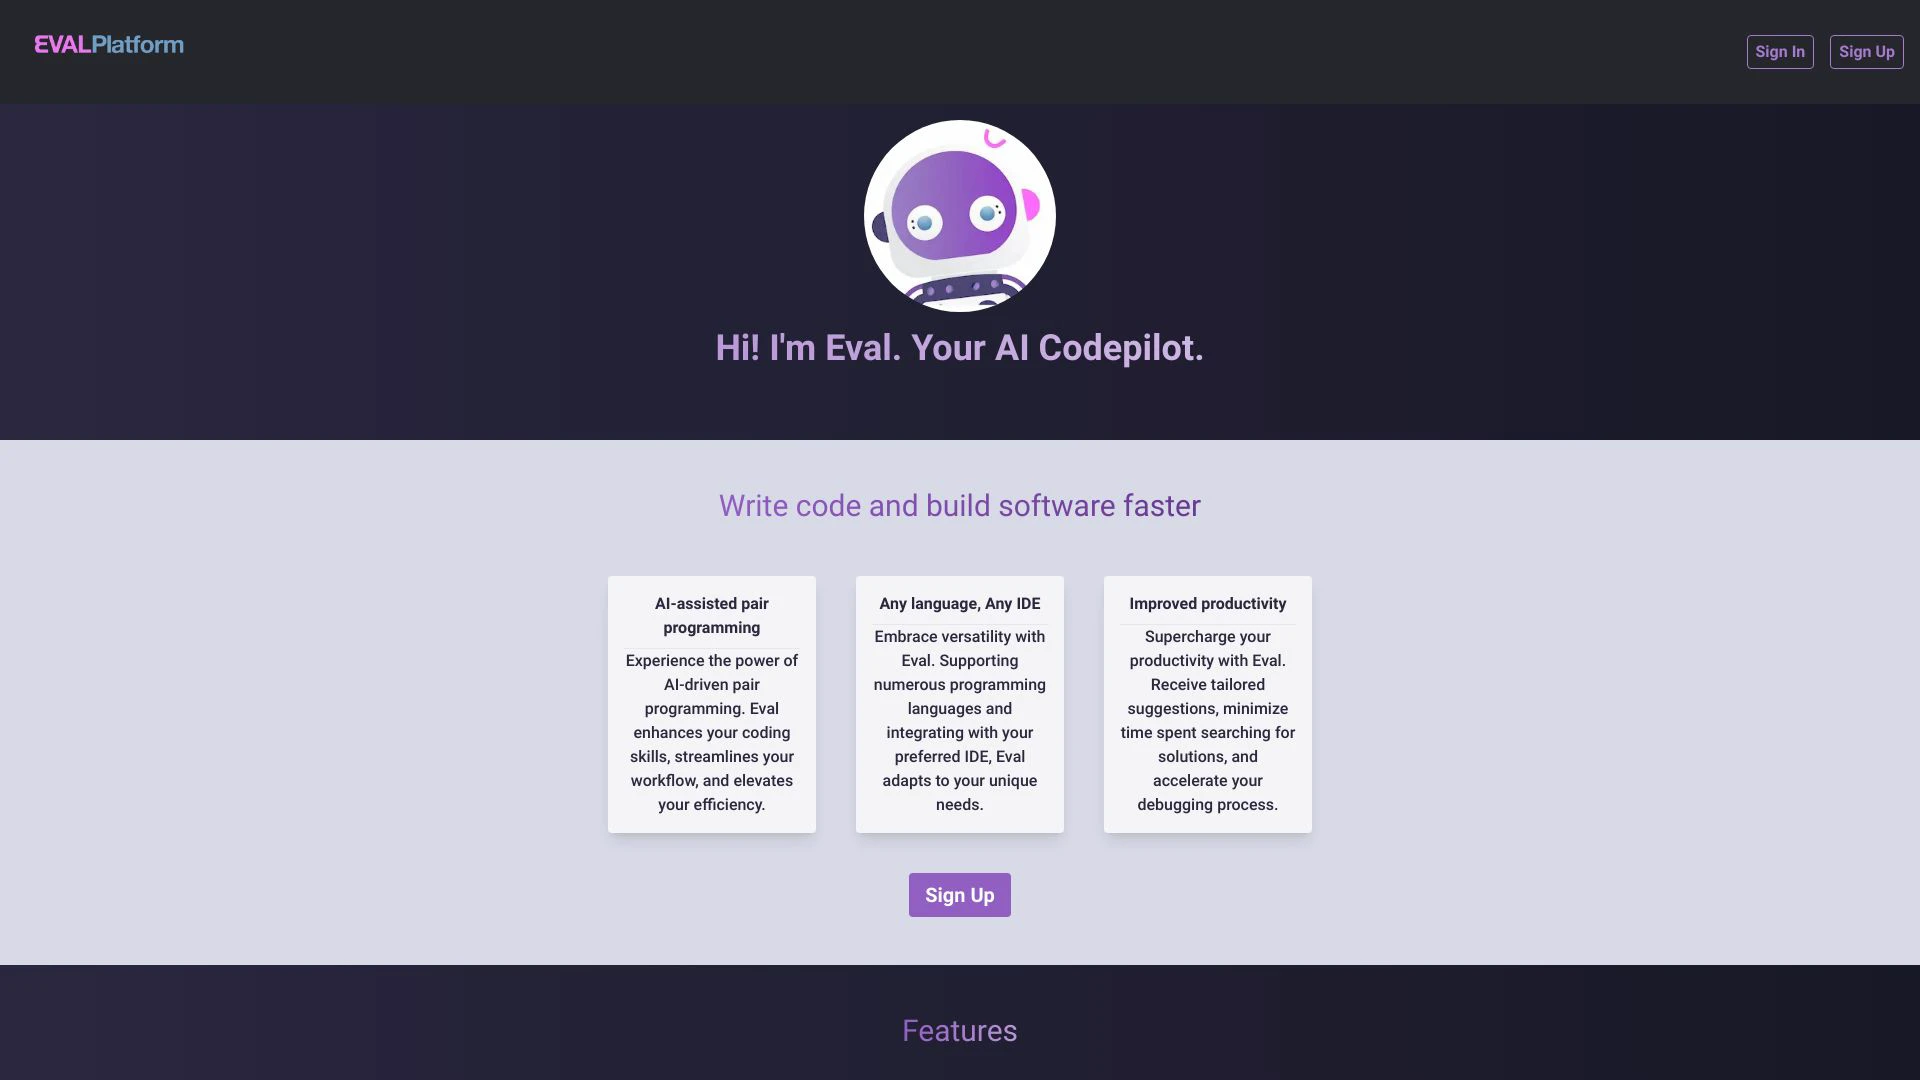 EVALPlatform
Sign In
Sign Up
Hi! I'm Eval. Your AI Codepilot.
Write code and build software faster
AI-assisted pair
programming
Experience the power of
AI-driven pair
programming. Eval
enhances your coding
skills, streamlines your
workflow, and elevates
your efficiency.
Any language, Any IDE
Embrace versatility with
Eval. Supporting
numerous programming
languages and
integrating with your
preferred IDE, Eval
adapts to your unique
needs.
Improved productivity
Supercharge your
productivity with Eval.
Receive tailored
suggestions, minimize
time spent searching for
solutions, and
accelerate your
debugging process.
Sign Up
Features